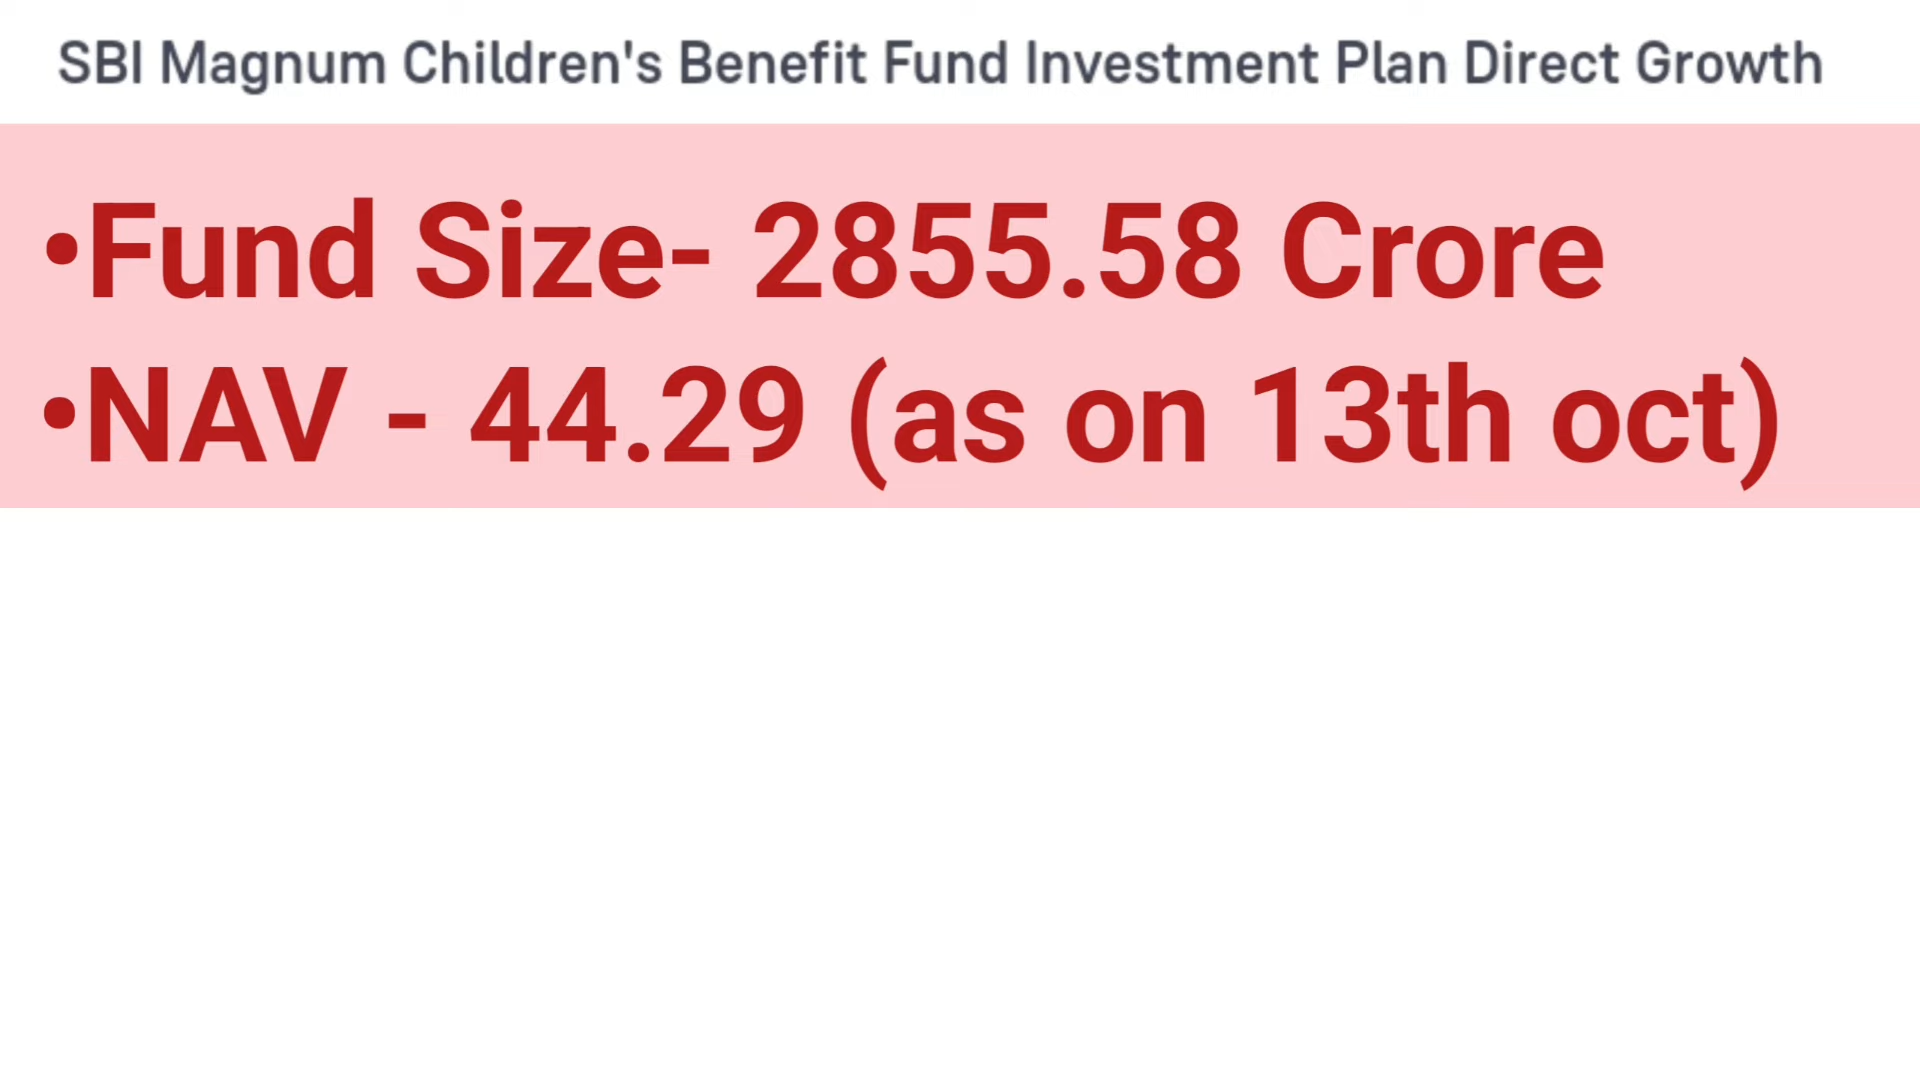 SBI Magnum Children's Benefit Fund Investment Plan Direct Growth
•Fund Size- 2855.58 Crore
•NAV - 44.29 (as on 13th oct)